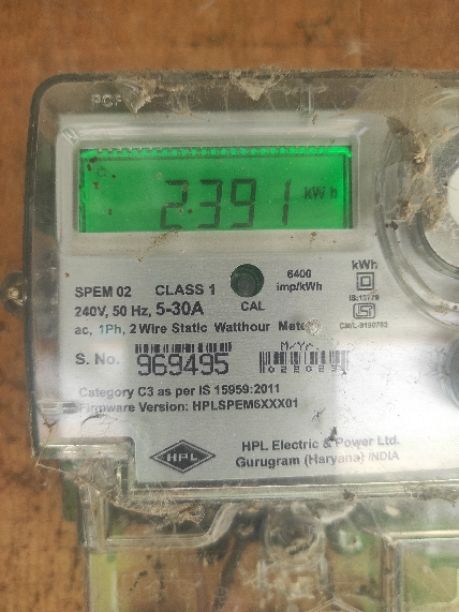 2391 kWh
SPEM 02 CLASS 1
6400 imp/kWh
kWh
240V, 50 Hz, 5-30A
CAL
IS:13779
ac, 1Ph, 2 Wire Static Watthour
S. No. 969495
Category C3 as per IS 15959:2011
Firmware Version: HPLSPEM6XXX01
HPL
HPL Electric & Power Ltd.
Gurugram (Haryana) INDIA